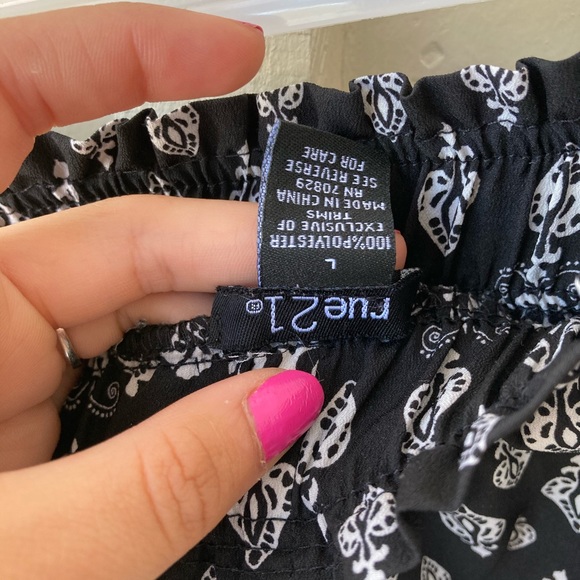 rue21®
L
100%POLYESTER
EXCLUSIVE OF
TRIMS
MADE IN CHINA
RN 70829
SEE REVERSE
FOR CARE